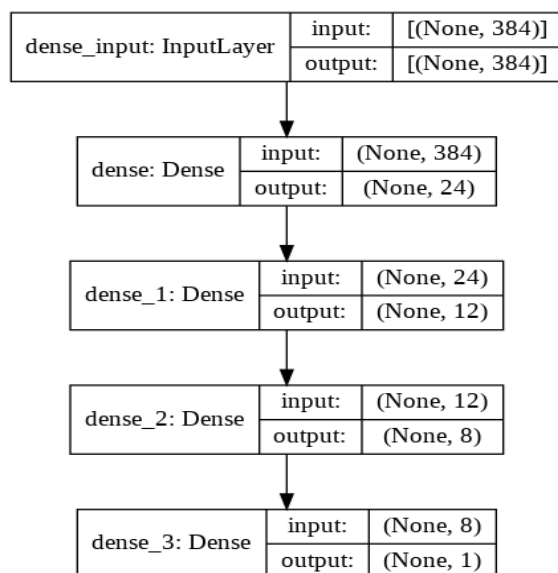 dense_input: InputLayer
input: [(None, 384)]
output: [(None, 384)]
dense: Dense
input: (None, 384)
output: (None, 24)
dense_1: Dense
input: (None, 24)
output: (None, 12)
dense_2: Dense
input: (None, 12)
output: (None, 8)
dense_3: Dense
input: (None, 8)
output: (None, 1)